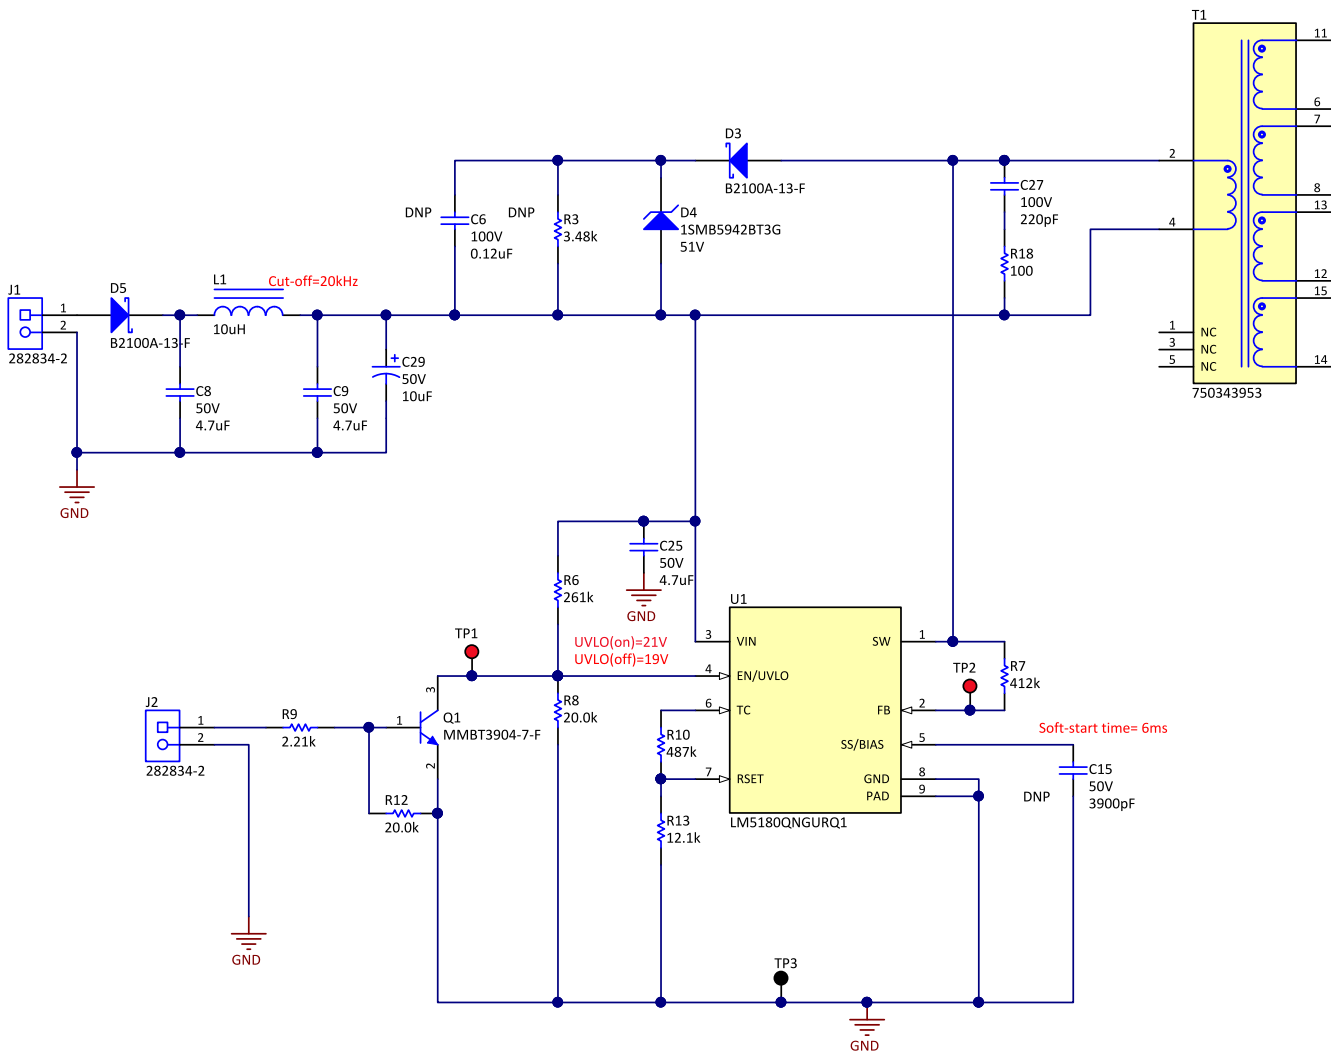 T1
11
6
7
8
13
12
15
14
2
4
1
NC
3
NC
5
NC
750343953
D3
B2100A-13-F
C27
100V
220pF
R18
100
DNP
C6
100V
0.12uF
DNP
R3
3.48k
D4
1SMB5942BT3G
51V
J1
1
2
282834-2
D5
B2100A-13-F
L1
10uH
Cut-off=20kHz
C8
50V
4.7uF
C9
50V
4.7uF
C29
50V
10uF
+
GND
C25
50V
4.7uF
GND
R6
261k
UVLO(on)=21V
UVLO(off)=19V
TP1
U1
3
VIN
4
EN/UVLO
6
TC
7
RSET
SW
1
FB
2
SS/BIAS
5
GND
8
PAD
9
LM5180QNGURQ1
TP2
R7
412k
Soft-start time= 6ms
C15
50V
3900pF
DNP
J2
1
2
282834-2
R9
2.21k
3
1
2
Q1
MMBT3904-7-F
R8
20.0k
R10
487k
R12
20.0k
R13
12.1k
GND
TP3
GND